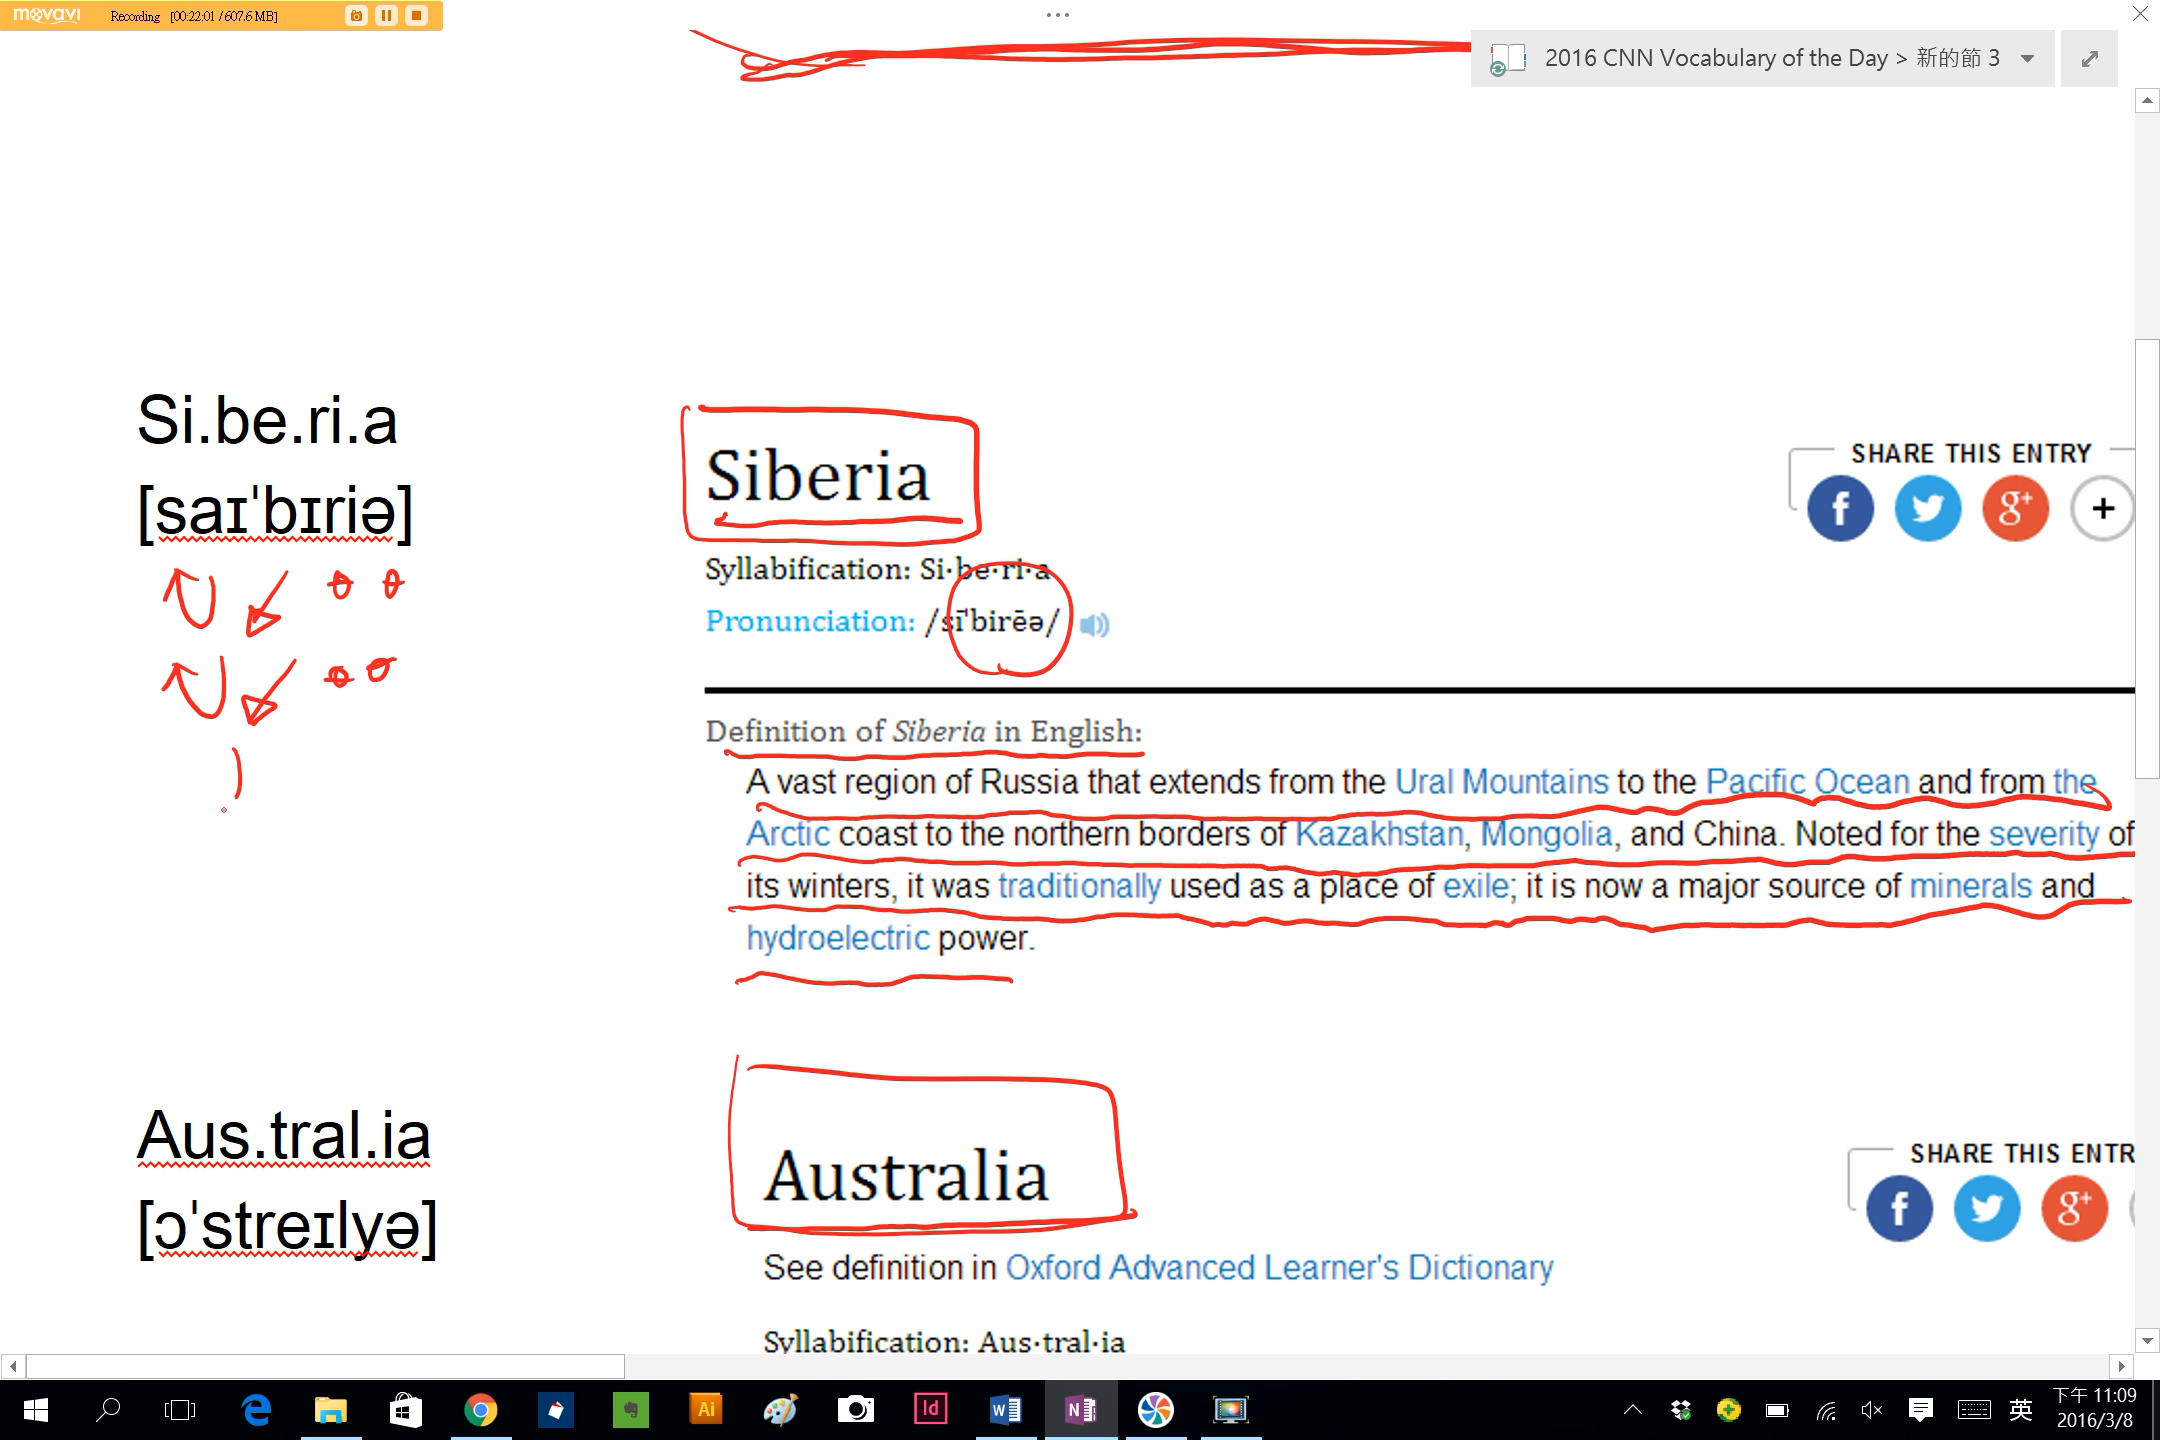 movavi Recording [00:22:01 / 607.6 MB]
2016 CNN Vocabulary of the Day > 新的節 3
Si.be.ri.a
[saɪˈbɪriə]
Siberia
SHARE THIS ENTRY
Syllabification: Si·be·ri·a
Pronunciation: /sīˈbirēə/
Definition of Siberia in English:
A vast region of Russia that extends from the Ural Mountains to the Pacific Ocean and from the
Arctic coast to the northern borders of Kazakhstan, Mongolia, and China. Noted for the severity of
its winters, it was traditionally used as a place of exile; it is now a major source of minerals and
hydroelectric power.
Aus.tral.ia
[ɔˈstreɪlyə]
Australia
SHARE THIS ENTR
See definition in Oxford Advanced Learner's Dictionary
Syllabification: Aus·tral·ia
英
下午 11:09
2016/3/8